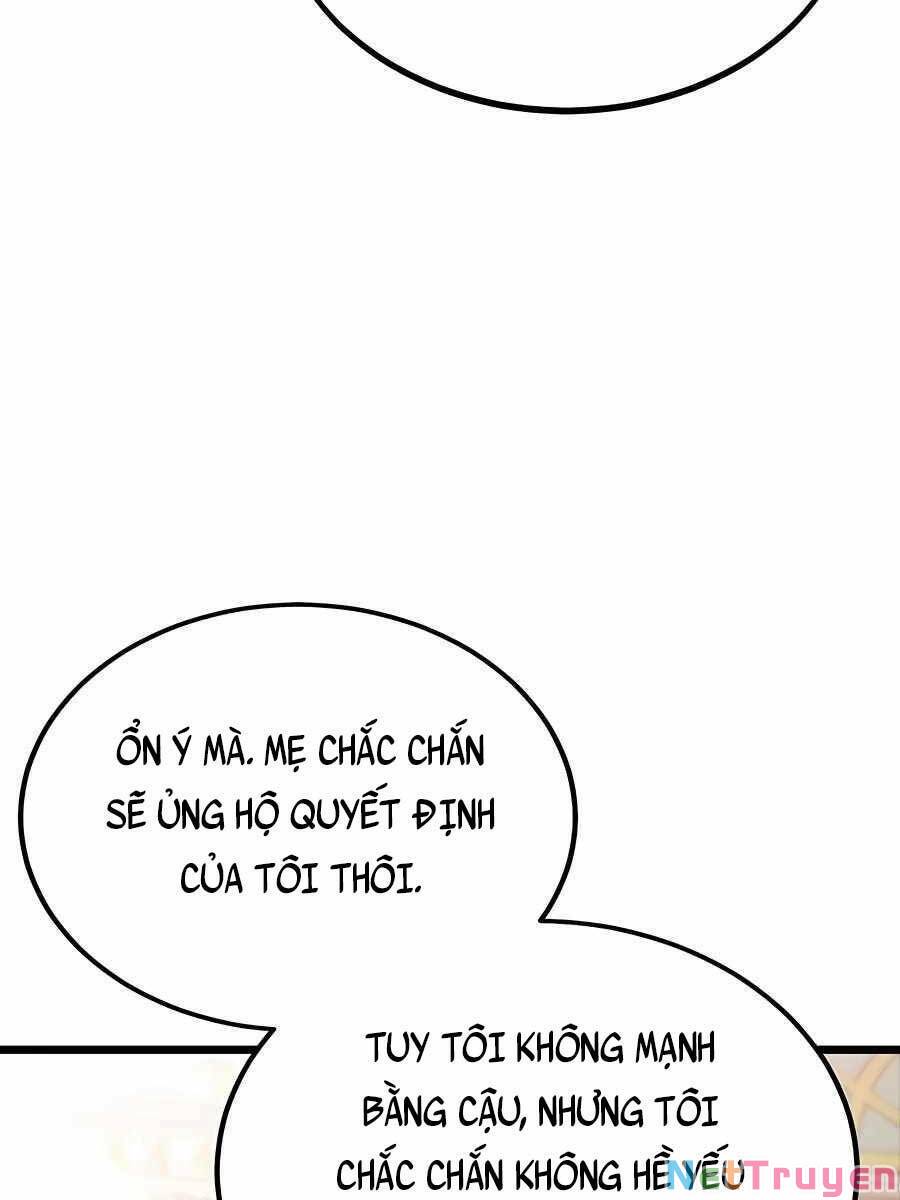 ỔN Ý MÀ. MẸ CHẮC CHẮN
SẼ ỦNG HỘ QUYẾT ĐỊNH
CỦA TÔI THÔI.
TUY TÔI KHÔNG MẠNH
BẰNG CẬU, NHƯNG TÔI
CHẮC CHẮN KHÔNG HỀ YẾU
NetTruyen